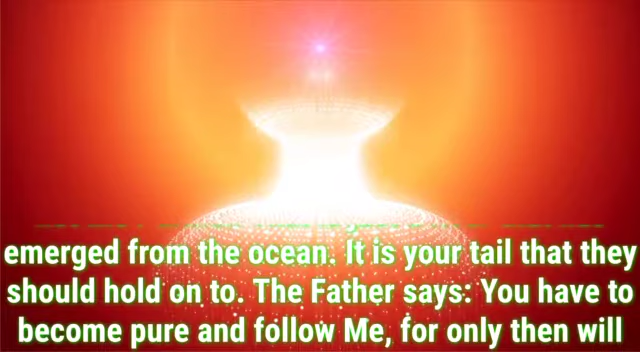 emerged from the ocean. It is your tail that they
should hold on to. The Father says: You have to
become pure and follow Me, for only then will